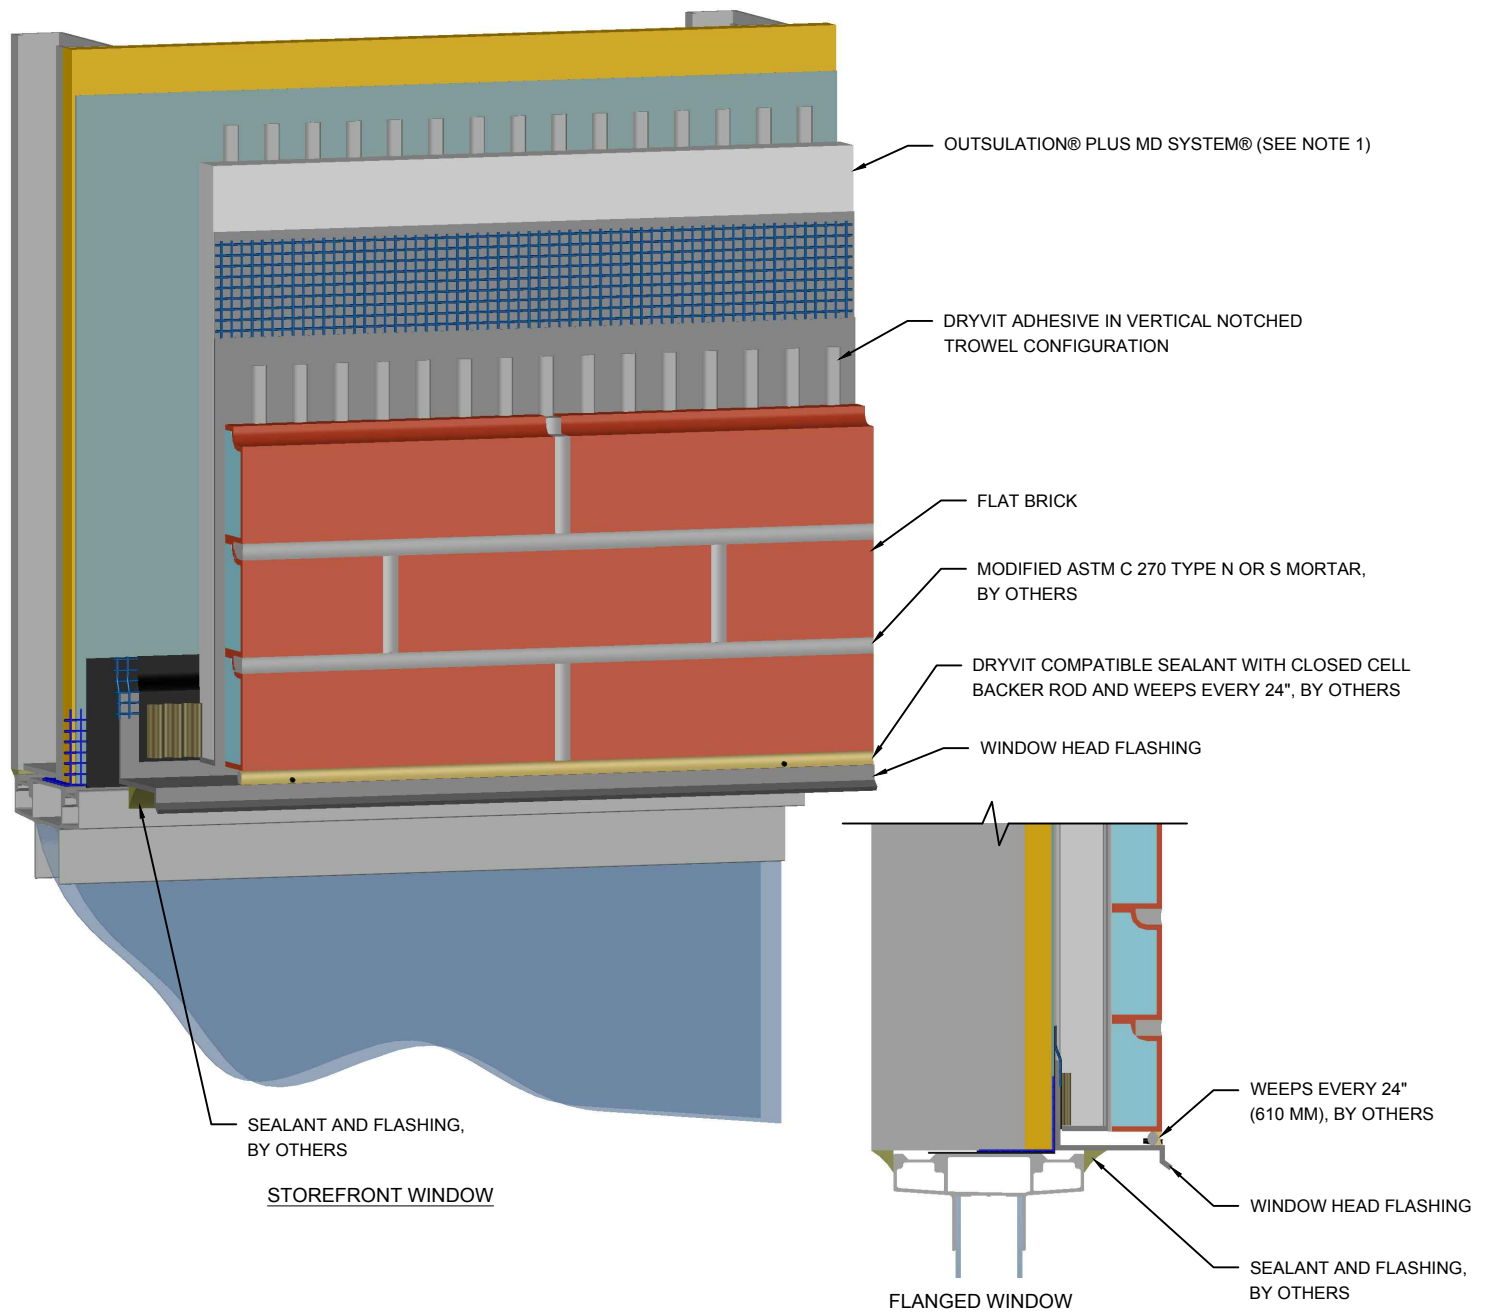 OUTSULATION® PLUS MD SYSTEM® (SEE NOTE 1)
DRYVIT ADHESIVE IN VERTICAL NOTCHED
TROWEL CONFIGURATION
FLAT BRICK
MODIFIED ASTM C 270 TYPE N OR S MORTAR,
BY OTHERS
DRYVIT COMPATIBLE SEALANT WITH CLOSED CELL
BACKER ROD AND WEEPS EVERY 24", BY OTHERS
WINDOW HEAD FLASHING
SEALANT AND FLASHING,
BY OTHERS
STOREFRONT WINDOW
WEEPS EVERY 24"
(610 MM), BY OTHERS
WINDOW HEAD FLASHING
SEALANT AND FLASHING,
BY OTHERS
FLANGED WINDOW